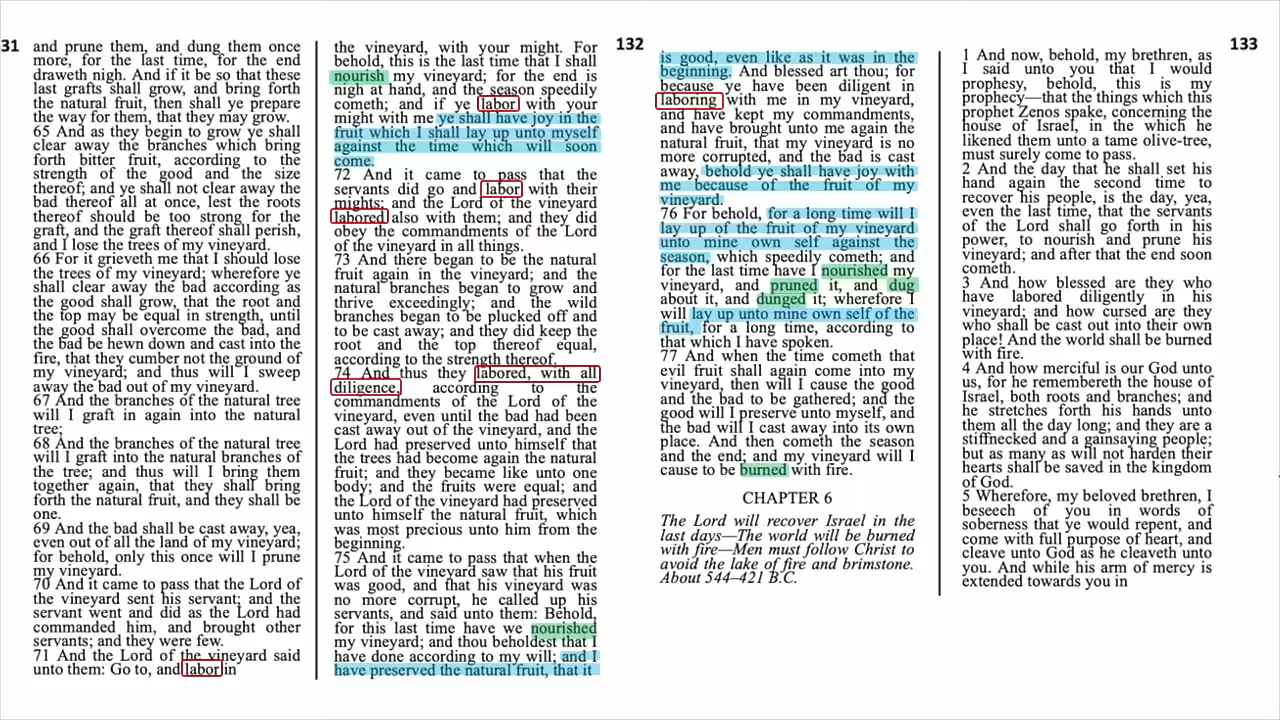 31
and prune them, and dung them once
more, for the last time, for the end
draweth nigh. And if it be so that these
last grafts shall grow, and bring forth
the natural fruit, then shall ye prepare
the way for them, that they may grow.
65 And as they begin to grow ye shall
clear away the branches which bring
forth bitter fruit, according to the
strength of the good and the size
thereof; and ye shall not clear away the
bad thereof all at once, lest the roots
thereof should be too strong for the
graft, and the graft thereof shall perish,
and I lose the trees of my vineyard.
66 For it grieveth me that I should lose
the trees of my vineyard; wherefore ye
shall clear away the bad according as
the good shall grow, that the root and
the top may be equal in strength, until
the good shall overcome the bad, and
the bad be hewn down and cast into the
fire, that they cumber not the ground of
my vineyard; and thus will I sweep
away the bad out of my vineyard.
67 And the branches of the natural tree
will I graft in again into the natural
tree;
68 And the branches of the natural tree
will I graft into the natural branches of
the tree; and thus will I bring them
together again, that they shall bring
forth the natural fruit, and they shall be
one.
69 And the bad shall be cast away, yea,
even out of all the land of my vineyard;
for behold, only this once will I prune
my vineyard.
70 And it came to pass that the Lord of
the vineyard sent his servant; and the
servant went and did as the Lord had
commanded him, and brought other
servants; and they were few.
71 And the Lord of the vineyard said
unto them: Go to, and labor in
the vineyard, with your might. For
behold, this is the last time that I shall
nourish my vineyard; for the end is
nigh at hand, and the season speedily
cometh; and if ye labor with your
might with me ye shall have joy in the
fruit which I shall lay up unto myself
against the time which will soon
come.
72 And it came to pass that the
servants did go and labor with their
mights; and the Lord of the vineyard
labored also with them; and they did
obey the commandments of the Lord
of the vineyard in all things.
73 And there began to be the natural
fruit again in the vineyard; and the
natural branches began to grow and
thrive exceedingly; and the wild
branches began to be plucked off and
to be cast away; and they did keep the
root and the top thereof equal,
according to the strength thereof.
74 And thus they labored, with all
diligence, according to the
commandments of the Lord of the
vineyard, even until the bad had been
cast away out of the vineyard, and the
Lord had preserved unto himself that
the trees had become again the natural
fruit; and they became like unto one
body; and the fruits were equal; and
the Lord of the vineyard had preserved
unto himself the natural fruit, which
was most precious unto him from the
beginning.
75 And it came to pass that when the
Lord of the vineyard saw that his fruit
was good, and that his vineyard was
no more corrupt, he called up his
servants, and said unto them: Behold,
for this last time have we nourished
my vineyard; and thou beholdest that I
have done according to my will; and I
have preserved the natural fruit, that it
132
is good, even like as it was in the
beginning. And blessed art thou; for
because ye have been diligent in
laboring with me in my vineyard,
and have kept my commandments,
and have brought unto me again the
natural fruit, that my vineyard is no
more corrupted, and the bad is cast
away, behold ye shall have joy with
me because of the fruit of my
vineyard.
76 For behold, for a long time will I
lay up of the fruit of my vineyard
unto mine own self against the
season, which speedily cometh; and
for the last time have I nourished my
vineyard, and pruned it, and dug
about it, and dunged it; wherefore I
will lay up unto mine own self of the
fruit, for a long time, according to
that which I have spoken.
77 And when the time cometh that
evil fruit shall again come into my
vineyard, then will I cause the good
and the bad to be gathered; and the
good will I preserve unto myself, and
the bad will I cast away into its own
place. And then cometh the season
and the end; and my vineyard will I
cause to be burned with fire.
CHAPTER 6
The Lord will recover Israel in the
last days—The world will be burned
with fire—Men must follow Christ to
avoid the lake of fire and brimstone.
About 544–421 B.C.
133
1 And now, behold, my brethren, as
I said unto you that I would
prophesy, behold, this is my
prophecy—that the things which this
prophet Zenos spake, concerning the
house of Israel, in the which he
likened them unto a tame olive-tree,
must surely come to pass.
2 And the day that he shall set his
hand again the second time to
recover his people, is the day, yea,
even the last time, that the servants
of the Lord shall go forth in his
power, to nourish and prune his
vineyard; and after that the end soon
cometh.
3 And how blessed are they who
have labored diligently in his
vineyard; and how cursed are they
who shall be cast out into their own
place! And the world shall be burned
with fire.
4 And how merciful is our God unto
us, for he remembereth the house of
Israel, both roots and branches; and
he stretches forth his hands unto
them all the day long; and they are a
stiffnecked and a gainsaying people;
but as many as will not harden their
hearts shall be saved in the kingdom
of God.
5 Wherefore, my beloved brethren, I
beseech of you in words of
soberness that ye would repent, and
come with full purpose of heart, and
cleave unto God as he cleaveth unto
you. And while his arm of mercy is
extended towards you in